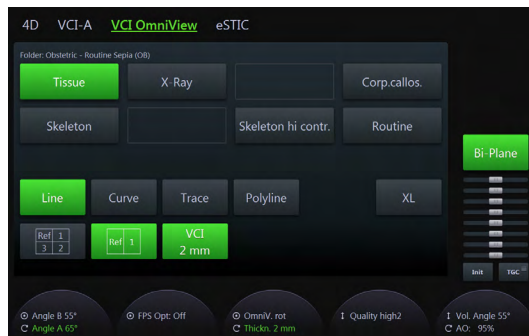 4D VCI-A VCI OmniView eSTIC
Folder: Obstetric - Routine Sepia (OB)
Tissue X-Ray Corp.callos.
Skeleton Skeleton hi contr. Routine
Bi-Plane
Line Curve Trace Polyline XL
Ref 1
3 2
Ref 1
VCI
2 mm
Init TGC
Angle B 55° FPS Opt: Off OmniV. rot Quality high2 Vol. Angle 55°
Angle A 65° Thickn. 2 mm AO: 95%